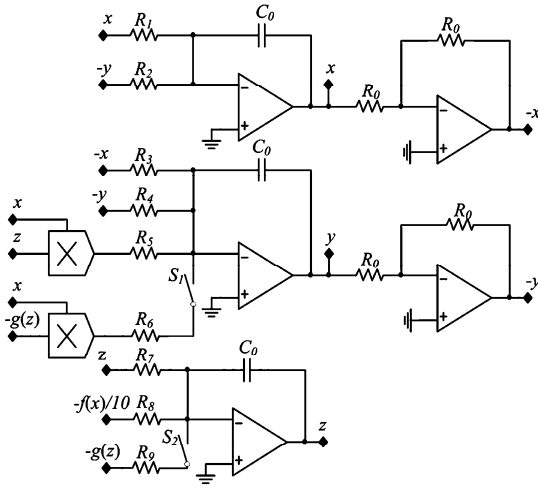 x R1 C0 R0
-y R2 x R0 -x
-x R3 C0
-y R4 R0
x
z R5 y R0 -y
S1
x
-g(z) R6
z R7 C0
-f(x)/10 R8 z
S2
-g(z) R9